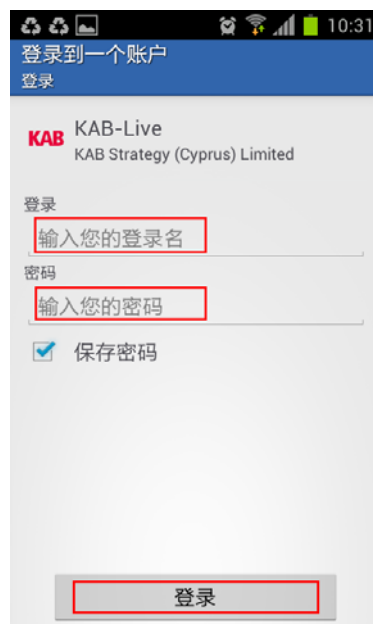 10:31
登录到一个账户
登录
KAB
KAB-Live
KAB Strategy (Cyprus) Limited
登录
输入您的登录名
密码
输入您的密码
保存密码
登录